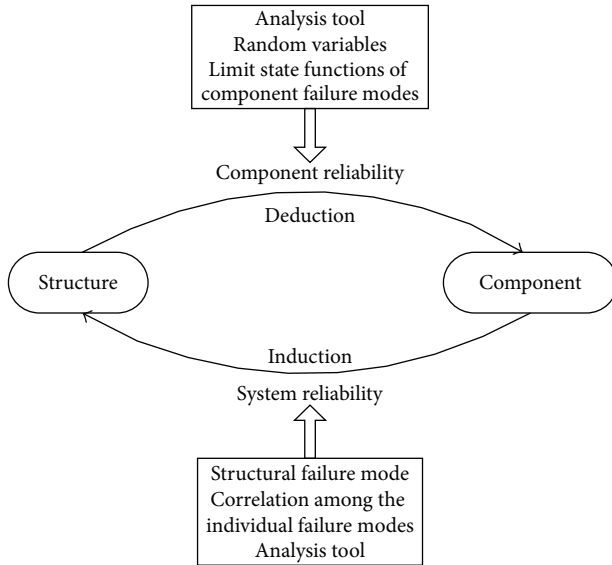 Analysis tool
Random variables
Limit state functions of
component failure modes
Component reliability
Deduction
Structure
Component
Induction
System reliability
Structural failure mode
Correlation among the
individual failure modes
Analysis tool